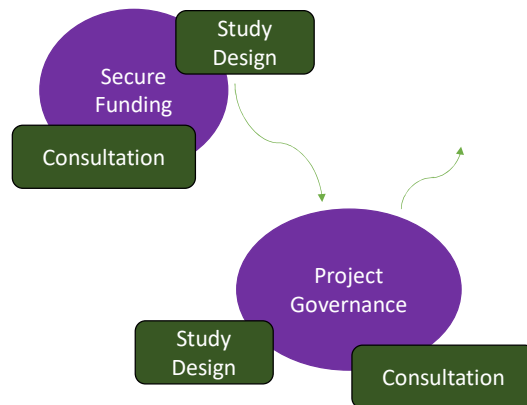 Study
Design
Secure
Funding
Consultation
Project
Governance
Study
Design
Consultation